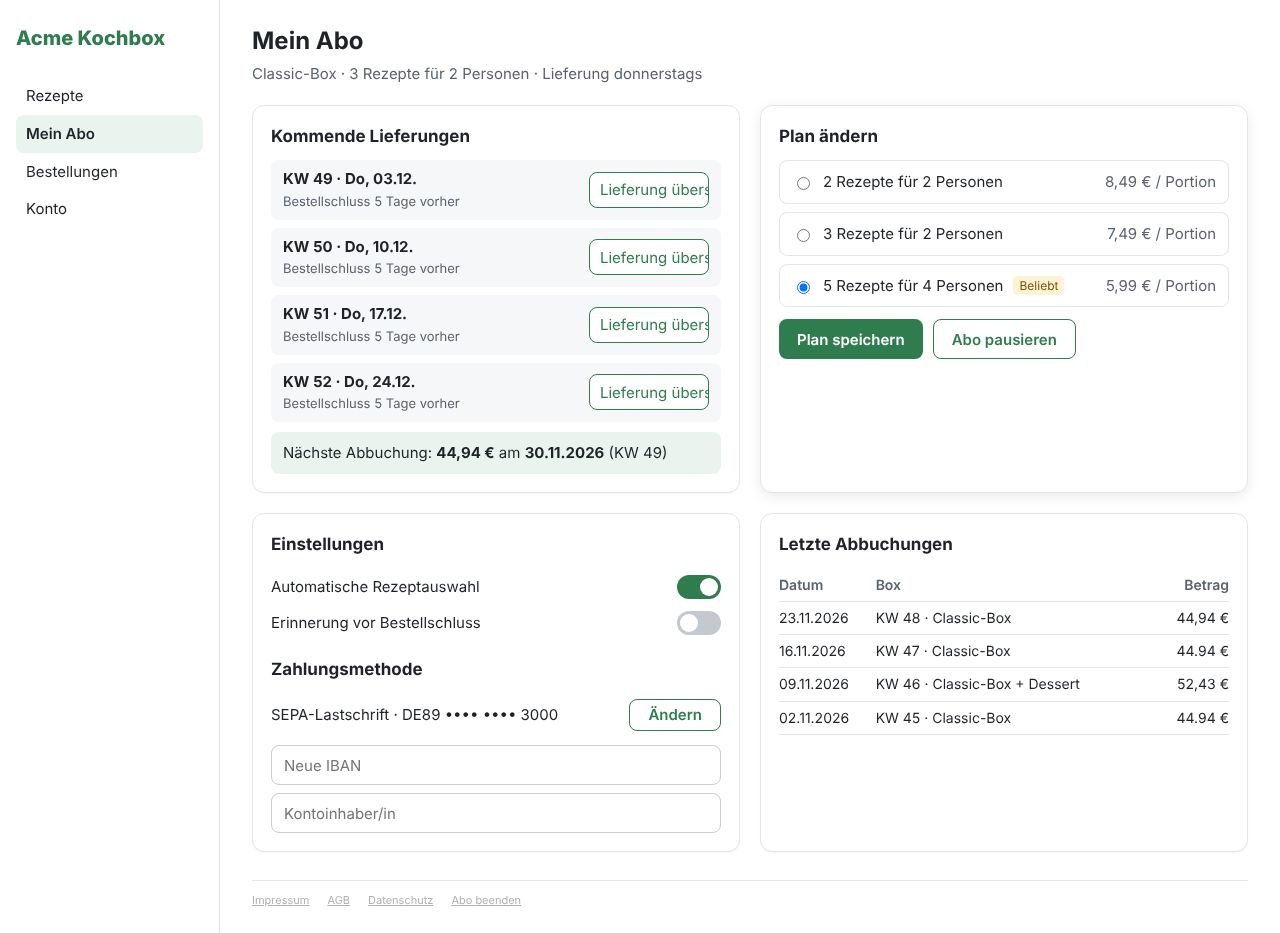 Acme Kochbox
Rezepte
Mein Abo
Bestellungen
Konto
Mein Abo
Classic-Box · 3 Rezepte für 2 Personen · Lieferung donnerstags
Kommende Lieferungen
KW 49 · Do, 03.12.
Bestellschluss 5 Tage vorher
Lieferung übers
KW 50 · Do, 10.12.
Bestellschluss 5 Tage vorher
Lieferung übers
KW 51 · Do, 17.12.
Bestellschluss 5 Tage vorher
Lieferung übers
KW 52 · Do, 24.12.
Bestellschluss 5 Tage vorher
Lieferung übers
Nächste Abbuchung: 44,94 € am 30.11.2026 (KW 49)
Plan ändern
2 Rezepte für 2 Personen 8,49 € / Portion
3 Rezepte für 2 Personen 7,49 € / Portion
5 Rezepte für 4 Personen Beliebt 5,99 € / Portion
Plan speichern Abo pausieren
Einstellungen
Automatische Rezeptauswahl
Erinnerung vor Bestellschluss
Zahlungsmethode
SEPA-Lastschrift · DE89 •••• •••• 3000 Ändern
Neue IBAN
Kontoinhaber/in
Letzte Abbuchungen
Datum Box Betrag
23.11.2026 KW 48 · Classic-Box 44,94 €
16.11.2026 KW 47 · Classic-Box 44.94 €
09.11.2026 KW 46 · Classic-Box + Dessert 52,43 €
02.11.2026 KW 45 · Classic-Box 44.94 €
Impressum AGB Datenschutz Abo beenden